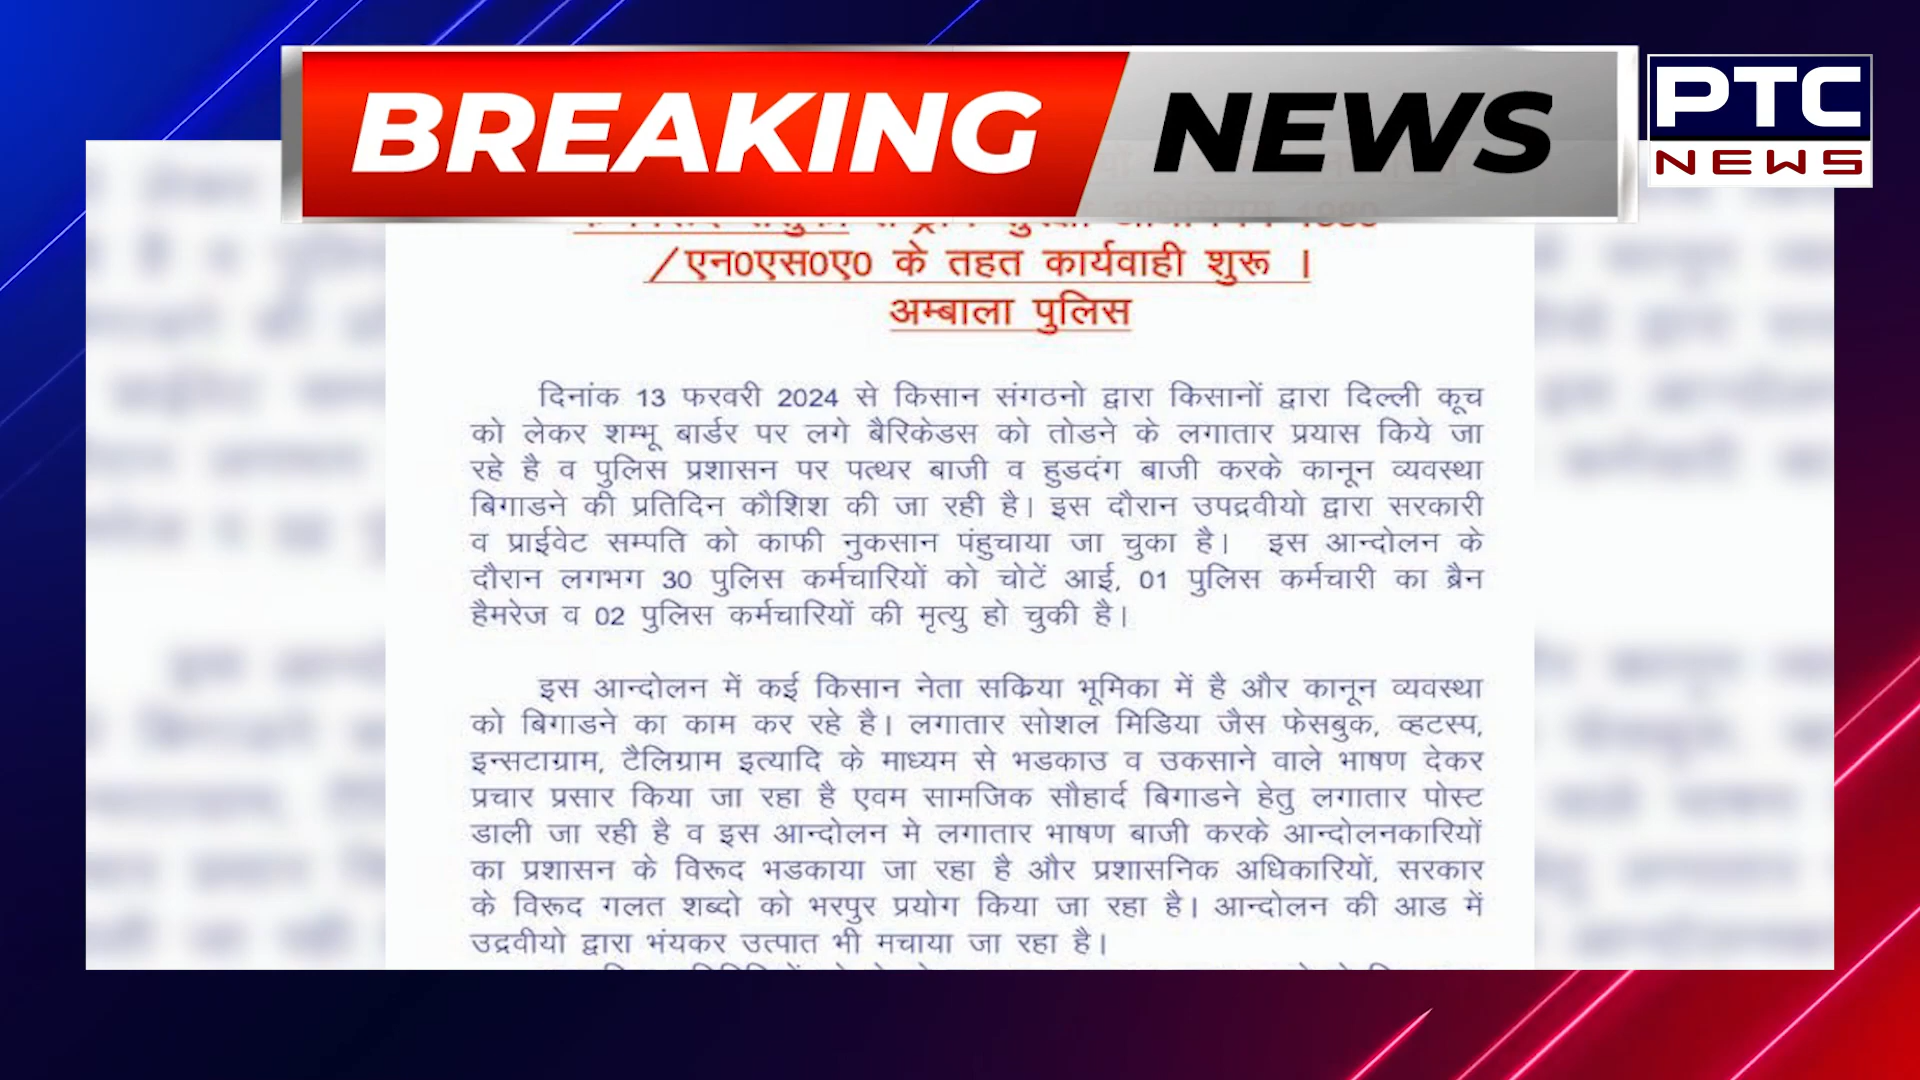 BREAKING NEWS
PTC
NEWS
/एन0एस0ए0 के तहत कार्यवाही शुरू ।
अम्बाला पुलिस
दिनांक 13 फरवरी 2024 से किसान संगठनो द्वारा किसानों द्वारा दिल्ली कूच
को लेकर शम्भू बार्डर पर लगे बैरिकेडस को तोडने के लगातार प्रयास किये जा
रहे है व पुलिस प्रशासन पर पत्थर बाजी व हुडदंग बाजी करके कानून व्यवस्था
बिगाडने की प्रतिदिन कौशिश की जा रही है। इस दौरान उपद्रवीयो द्वारा सरकारी
व प्राईवेट सम्पति को काफी नुकसान पंहुचाया जा चुका है। इस आन्दोलन के
दौरान लगभग 30 पुलिस कर्मचारियों को चोटें आई, 01 पुलिस कर्मचारी का ब्रैन
हैमरेज व 02 पुलिस कर्मचारियों की मृत्यु हो चुकी है।
इस आन्दोलन में कई किसान नेता सक्रिया भूमिका में है और कानून व्यवस्था
को बिगाडने का काम कर रहे है। लगातार सोशल मिडिया जैस फेसबुक, व्हटस्प,
इन्सटाग्राम, टैलिग्राम इत्यादि के माध्यम से भडकाउ व उकसाने वाले भाषण देकर
प्रचार प्रसार किया जा रहा है एवम सामजिक सौहार्द बिगाडने हेतु लगातार पोस्ट
डाली जा रही है व इस आन्दोलन मे लगातार भाषण बाजी करके आन्दोलनकारियों
का प्रशासन के विरूद भडकाया जा रहा है और प्रशासनिक अधिकारियों, सरकार
के विरूद गलत शब्दो को भरपुर प्रयोग किया जा रहा है। आन्दोलन की आड में
उद्रवीयो द्वारा भंयकर उत्पात भी मचाया जा रहा है।